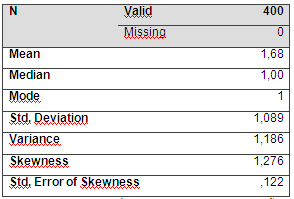 N Valid 400
Missing 0
Mean 1,68
Median 1,00
Mode 1
Std, Deviation 1,089
Variance 1,186
Skewness 1,276
Std, Error of Skewness ,122